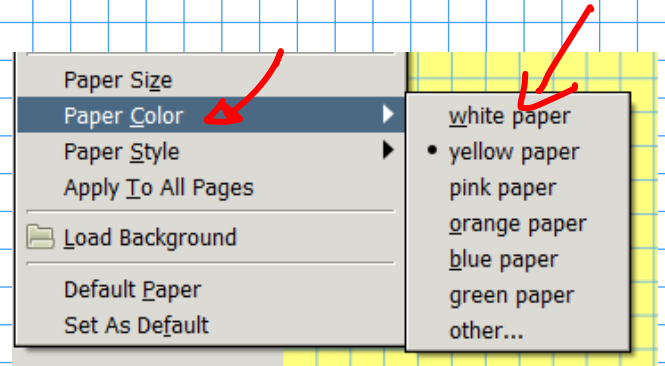 Paper Size
Paper Color
Paper Style
Apply To All Pages
Load Background
Default Paper
Set As Default
white paper
yellow paper
pink paper
orange paper
blue paper
green paper
other...